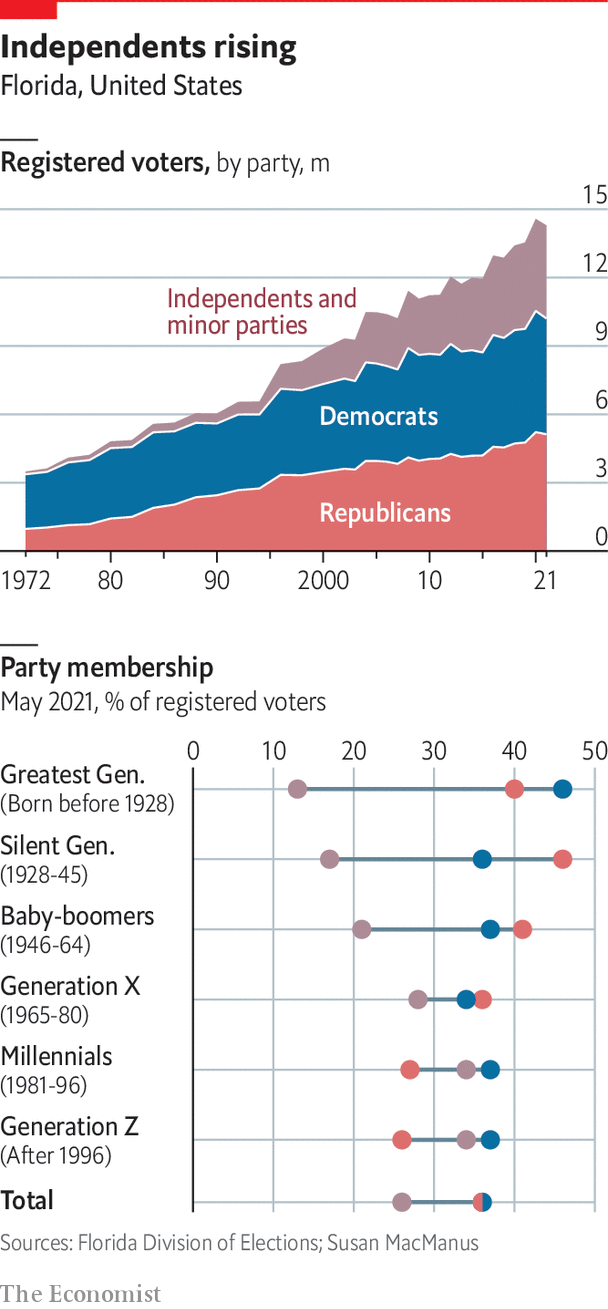 Independents rising
Florida, United States
Registered voters, by party, m
15
12
Independents and
minor parties
9
6
Democrats
3
Republicans
0
1972 80 90 2000 10 21
Party membership
May 2021, % of registered voters
0 10 20 30 40 50
Greatest Gen.
(Born before 1928)
Silent Gen.
(1928-45)
Baby-boomers
(1946-64)
Generation X
(1965-80)
Millennials
(1981-96)
Generation Z
(After 1996)
Total
Sources: Florida Division of Elections; Susan MacManus
The Economist